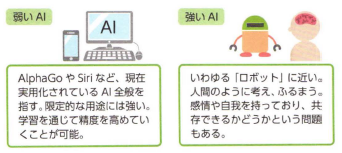 弱い AI
AI
AlphaGo や Siri など、現在
実用化されている AI 全般を
指す。限定的な用途には強い。
学習を通じて精度を高めてい
くことが可能。
強い AI
いわゆる「ロボット」に近い。
人間のように考え、ふるまう。
感情や自我を持っており、共
存できるかどうかという問題
もある。